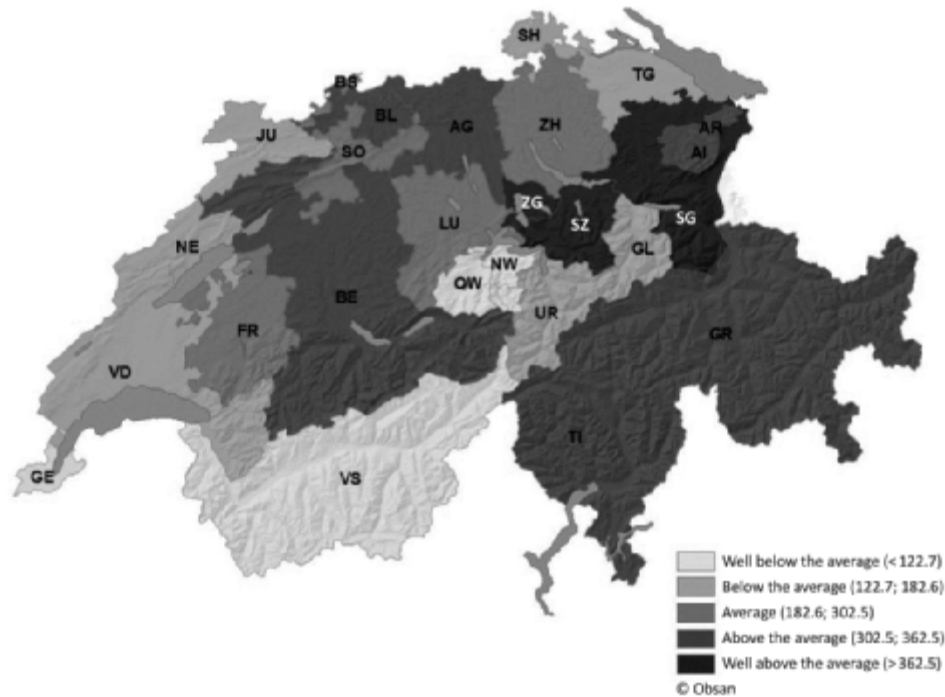 SH
TG
BS
BL
AG
ZH
AR
AI
JU
SO
ZG
SZ
SG
LU
NE
NW
OW
GL
BE
UR
FR
GR
VD
TI
GE
VS
Well below the average (<122.7)
Below the average (122.7; 182.6)
Average (182.6; 302.5)
Above the average (302.5; 362.5)
Well above the average (>362.5)
© Obsan